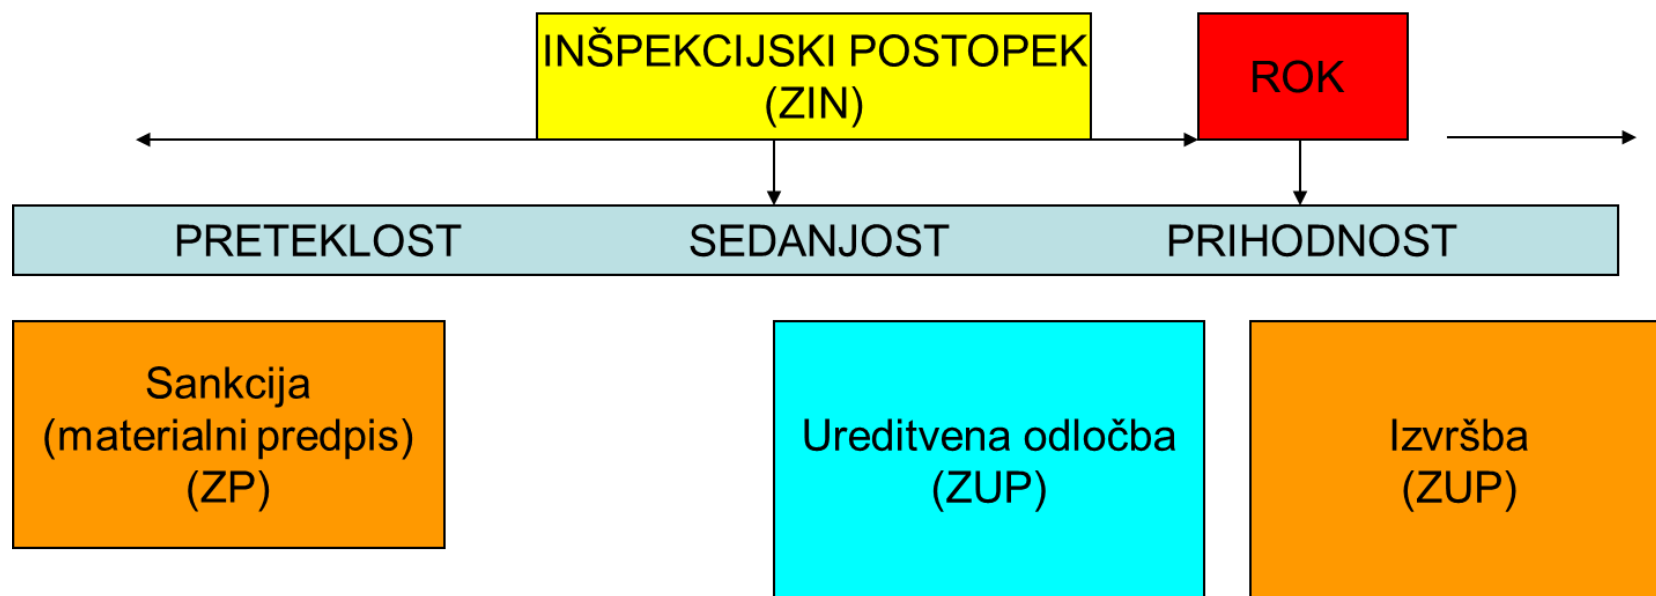 INŠPEKCIJSKI POSTOPEK
(ZIN)
ROK
PRETEKLOST
SEDANJOST
PRIHODNOST
Sankcija
(materialni predpis)
(ZP)
Ureditvena odločba
(ZUP)
Izvršba
(ZUP)